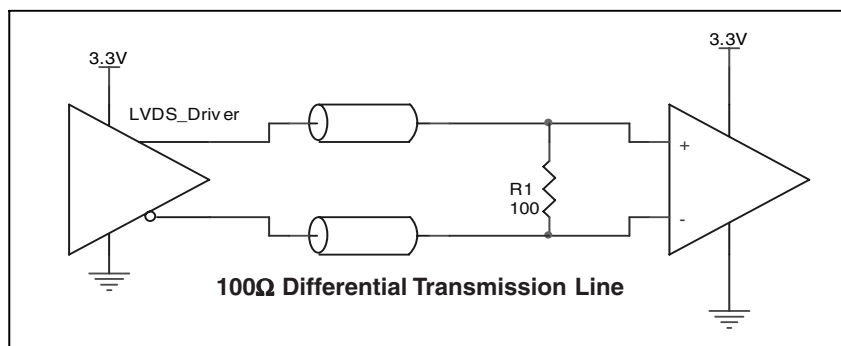 3.3V
3.3V
LVDS_Driver
+
R1
100
-
100Ω Differential Transmission Line